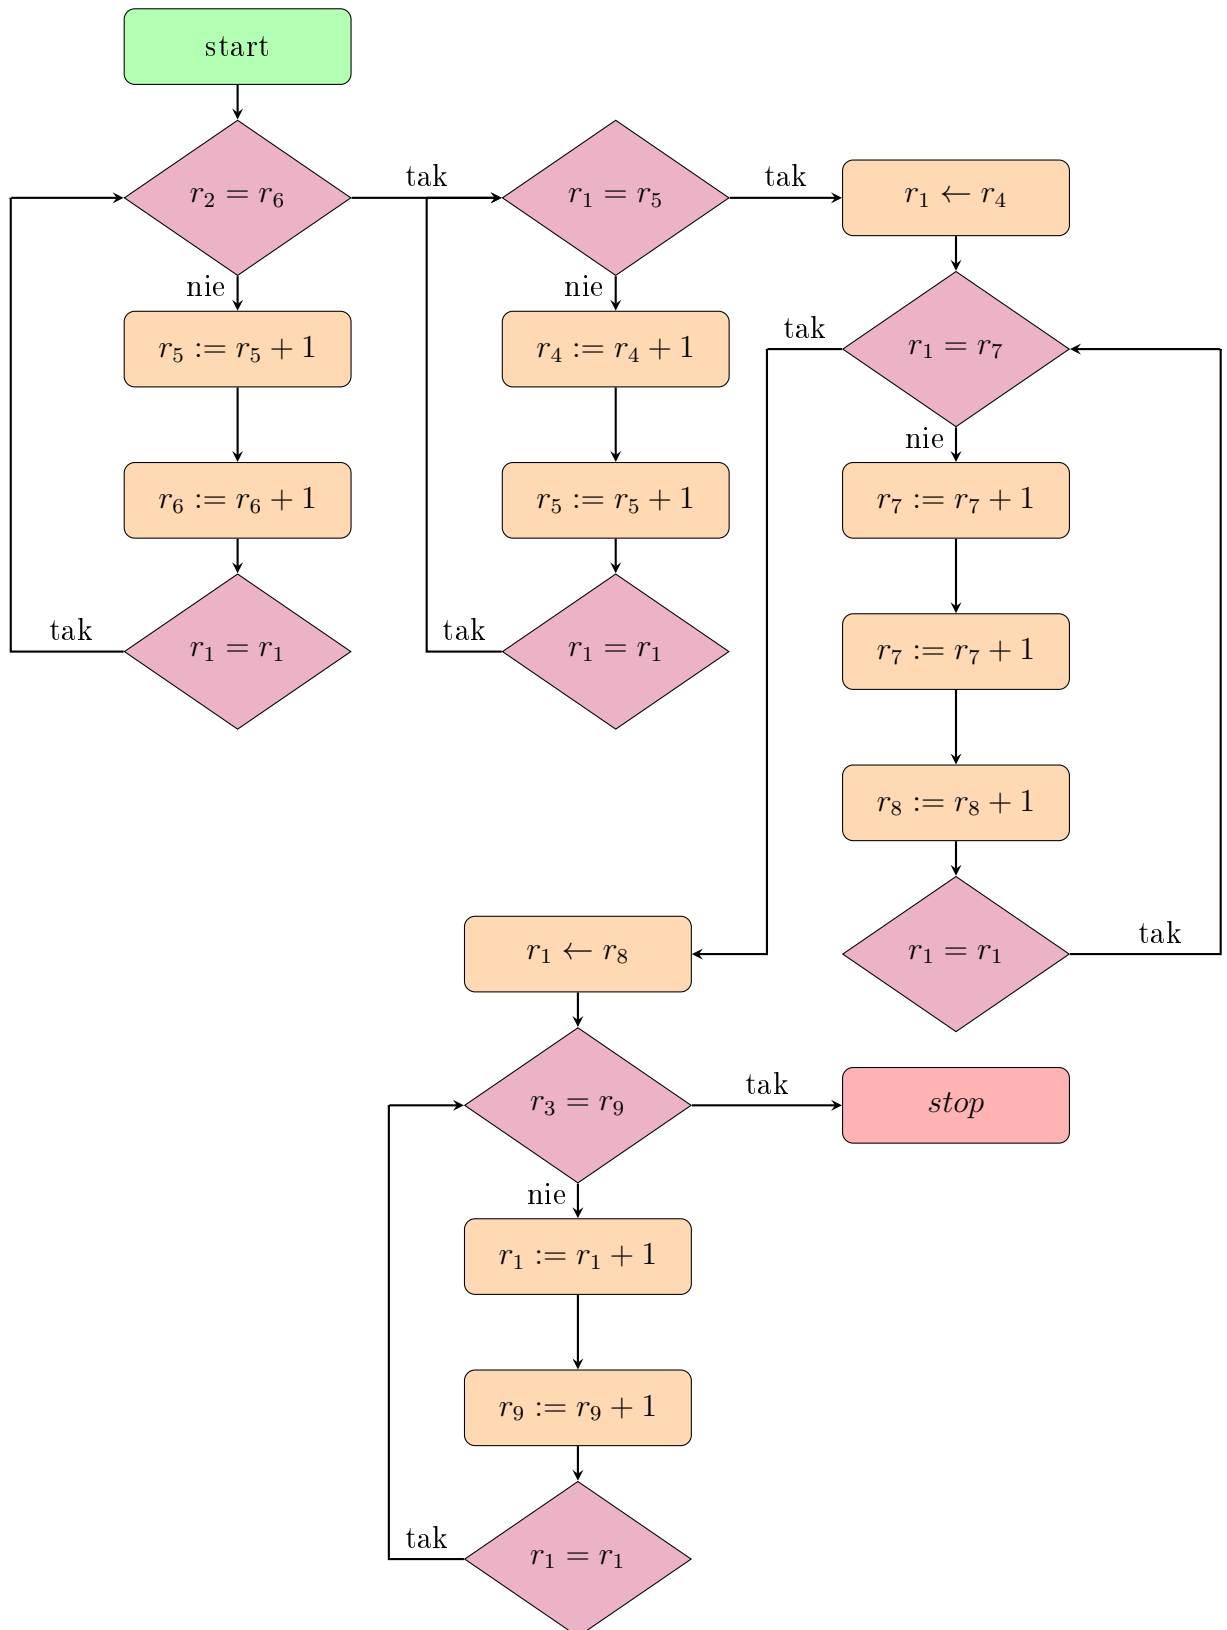 start
r₂ = r₆
tak
nie
r₅ := r₅ + 1
r₆ := r₆ + 1
r₁ = r₁
tak
r₁ = r₅
tak
nie
r₄ := r₄ + 1
r₅ := r₅ + 1
r₁ = r₁
tak
r₁ ← r₄
r₁ = r₇
tak
nie
r₇ := r₇ + 1
r₇ := r₇ + 1
r₈ := r₈ + 1
r₁ = r₁
tak
r₁ ← r₈
r₃ = r₉
tak
stop
nie
r₁ := r₁ + 1
r₉ := r₉ + 1
r₁ = r₁
tak